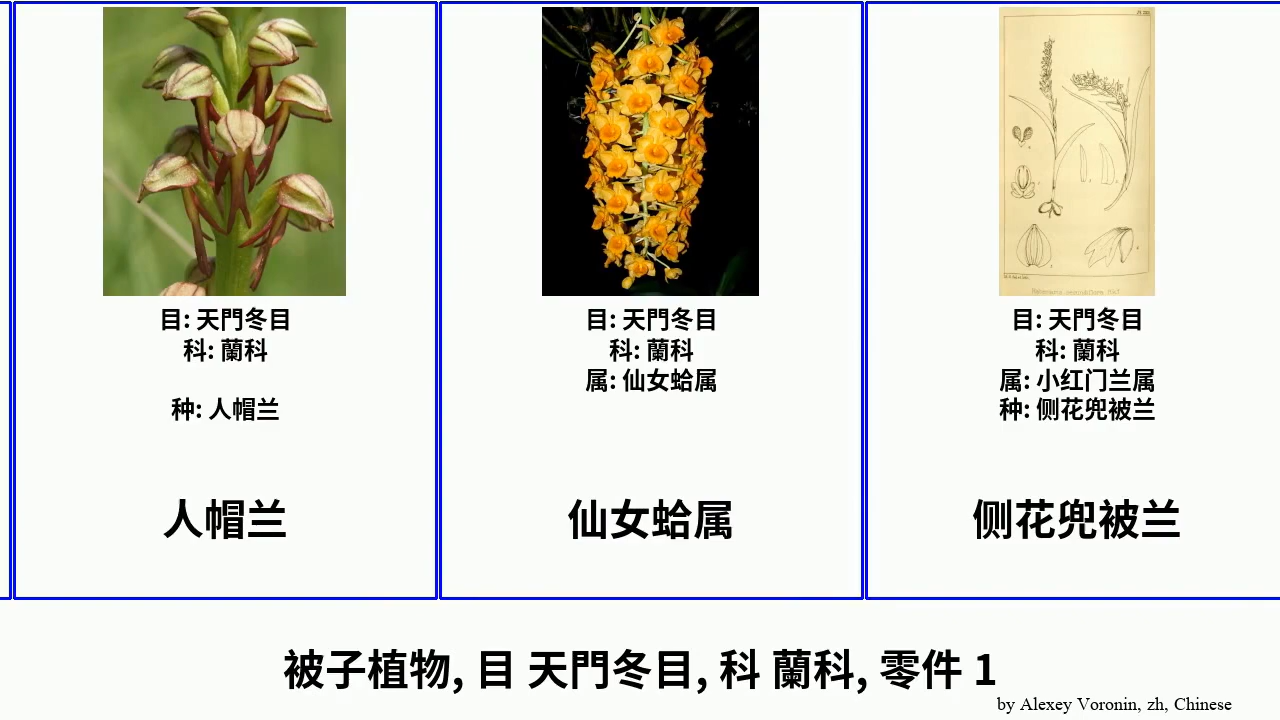 目: 天門冬目
科: 蘭科
种: 人帽兰
人帽兰
目: 天門冬目
科: 蘭科
属: 仙女蛤属
仙女蛤属
目: 天門冬目
科: 蘭科
属: 小红门兰属
种: 侧花兜被兰
侧花兜被兰
被子植物, 目 天門冬目, 科 蘭科, 零件 1
by Alexey Voronin, zh, Chinese